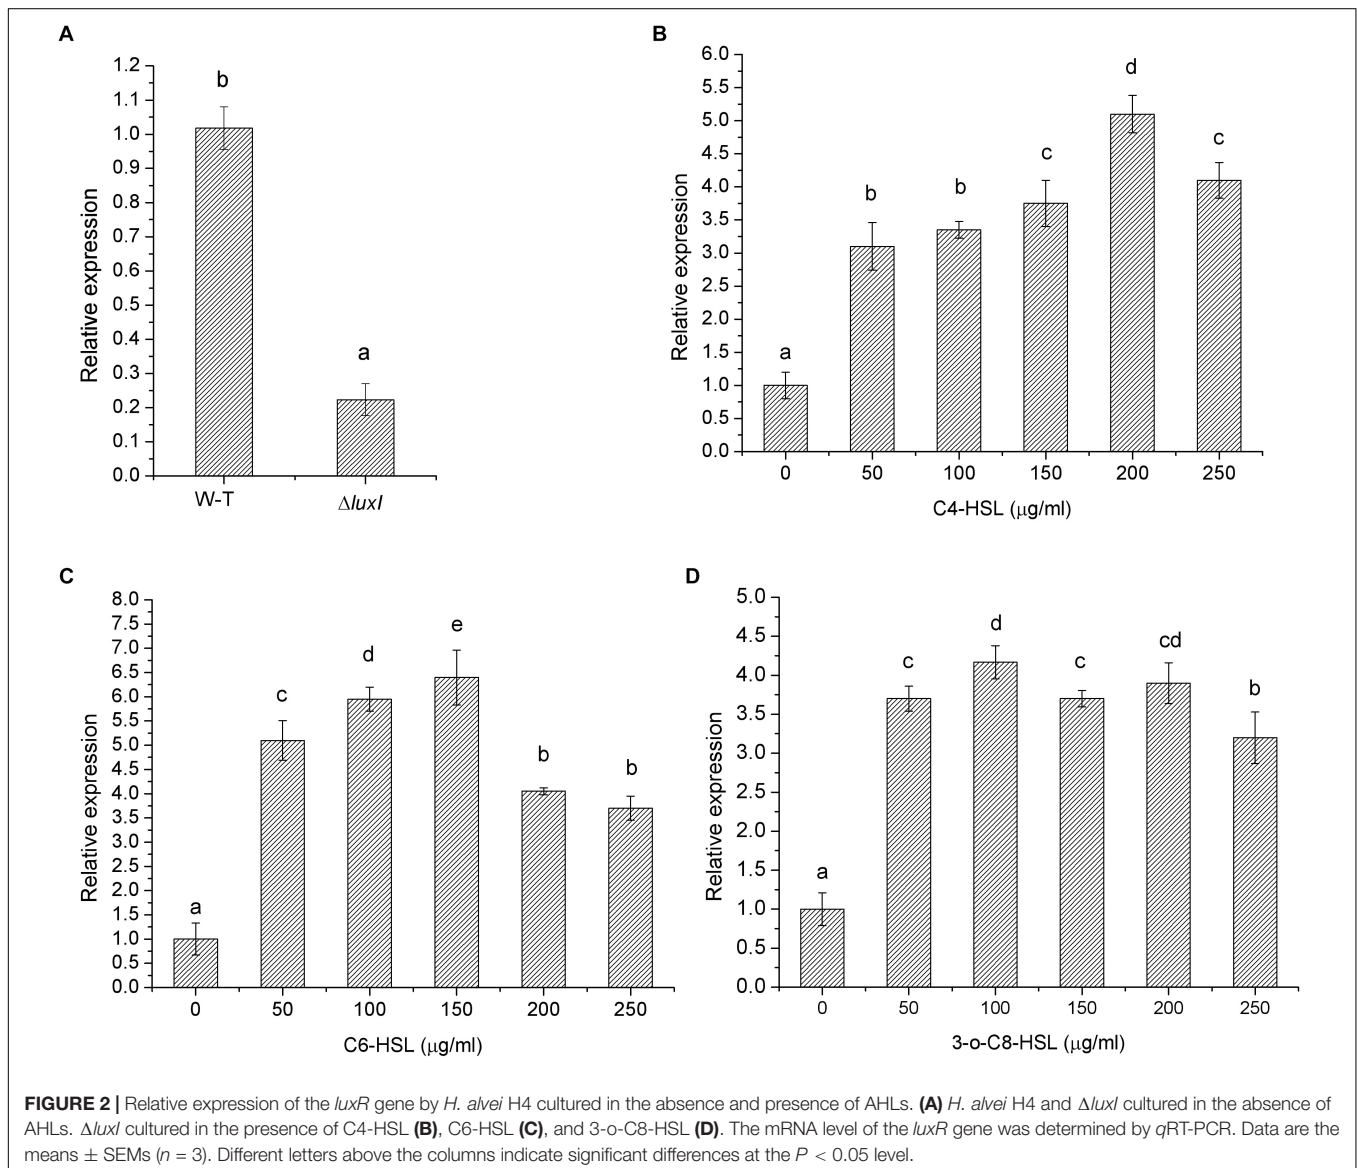 A
1.2
1.1
1.0
0.9
0.8
0.7
0.6
0.5
0.4
0.3
0.2
0.1
0.0
Relative expression
b
a
W-T
ΔluxI
B
6.0
5.5
5.0
4.5
4.0
3.5
3.0
2.5
2.0
1.5
1.0
0.5
0.0
Relative expression
a
b
b
c
d
c
0 50 100 150 200 250
C4-HSL (μg/ml)
C
8.0
7.5
7.0
6.5
6.0
5.5
5.0
4.5
4.0
3.5
3.0
2.5
2.0
1.5
1.0
0.5
0.0
Relative expression
a
c
d
e
b
b
0 50 100 150 200 250
C6-HSL (μg/ml)
D
5.0
4.5
4.0
3.5
3.0
2.5
2.0
1.5
1.0
0.5
0.0
Relative expression
a
c
d
c
cd
b
0 50 100 150 200 250
3-o-C8-HSL (μg/ml)
FIGURE 2 | Relative expression of the luxR gene by H. alvei H4 cultured in the absence and presence of AHLs. (A) H. alvei H4 and ΔluxI cultured in the absence of
AHLs. ΔluxI cultured in the presence of C4-HSL (B), C6-HSL (C), and 3-o-C8-HSL (D). The mRNA level of the luxR gene was determined by qRT-PCR. Data are the
means ± SEMs (n = 3). Different letters above the columns indicate significant differences at the P < 0.05 level.